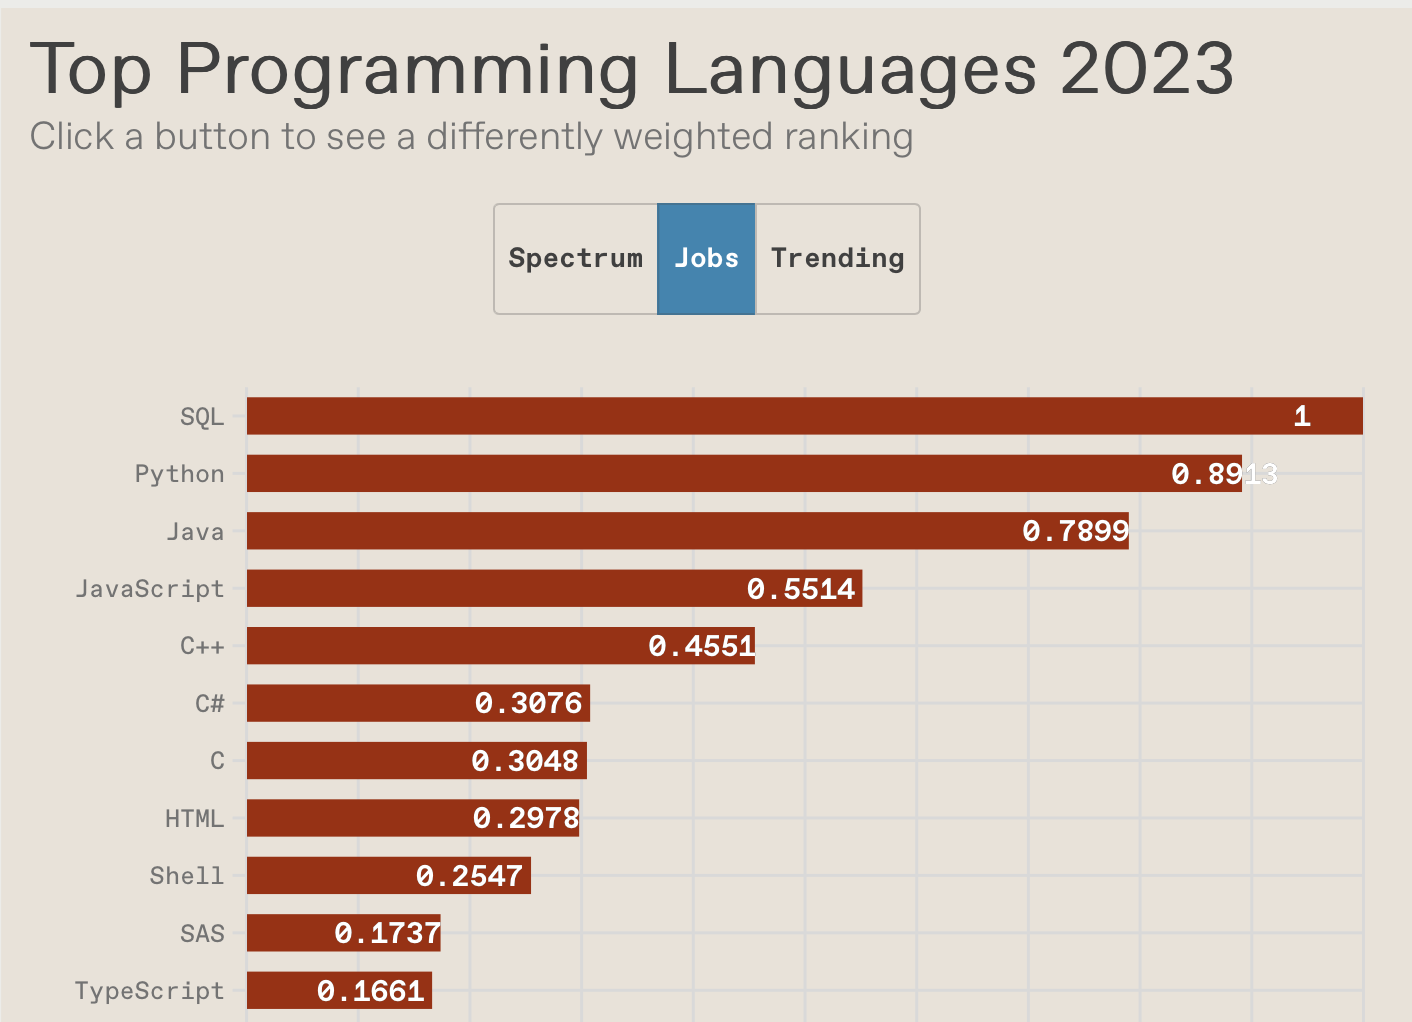 Top Programming Languages 2023
Click a button to see a differently weighted ranking
Spectrum Jobs Trending
SQL 1
Python 0.8913
Java 0.7899
JavaScript 0.5514
C++ 0.4551
C# 0.3076
C 0.3048
HTML 0.2978
Shell 0.2547
SAS 0.1737
TypeScript 0.1661